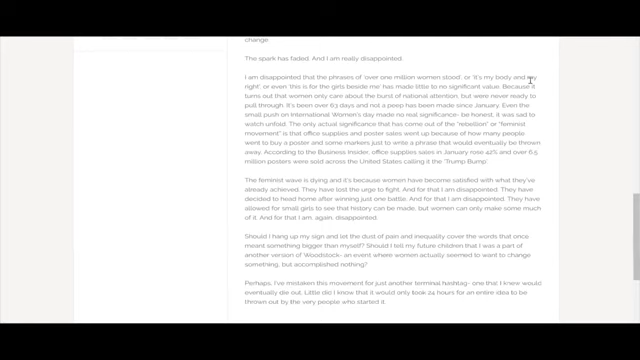 change.
The spark has faded. And I am really disappointed.
I am disappointed that the phrases of 'over one million women stood', or 'it's my body and my
right', or even 'this is for the girls beside me' has made little to no significant value. Because it
turns out that women only care about the burst of national attention, but were never ready to
pull through. It's been over 63 days and not a peep has been made since January. Even the
small push on International Women's day made no real significance- be honest, it was sad to
watch unfold. The only actual significance that has come out of the "rebellion" or "feminist
movement" is that office supplies and poster sales went up because of how many people
went to buy a poster and some markers just to write a phrase that would eventually be thrown
away. According to the Business Insider, office supplies sales in January rose 42% and over 6.5
million posters were sold across the United States calling it the 'Trump Bump'.
The feminist wave is dying and it's because women have become satisfied with what they've
already achieved. They have lost the urge to fight. And for that I am disappointed. They have
decided to head home after winning just one battle. And for that I am disappointed. They have
allowed for small girls to see that history can be made, but women can only make some much
of it. And for that I am, again, disappointed.
Should I hang up my sign and let the dust of pain and inequality cover the words that once
meant something bigger than myself? Should I tell my future children that I was a part of
another version of Woodstock- an event where women actually seemed to want to change
something, but accomplished nothing?
Perhaps, I've mistaken this movement for just another terminal hashtag- one that I knew would
eventually die out. Little did I know that it would only took 24 hours for an entire idea to be
thrown out by the very people who started it.